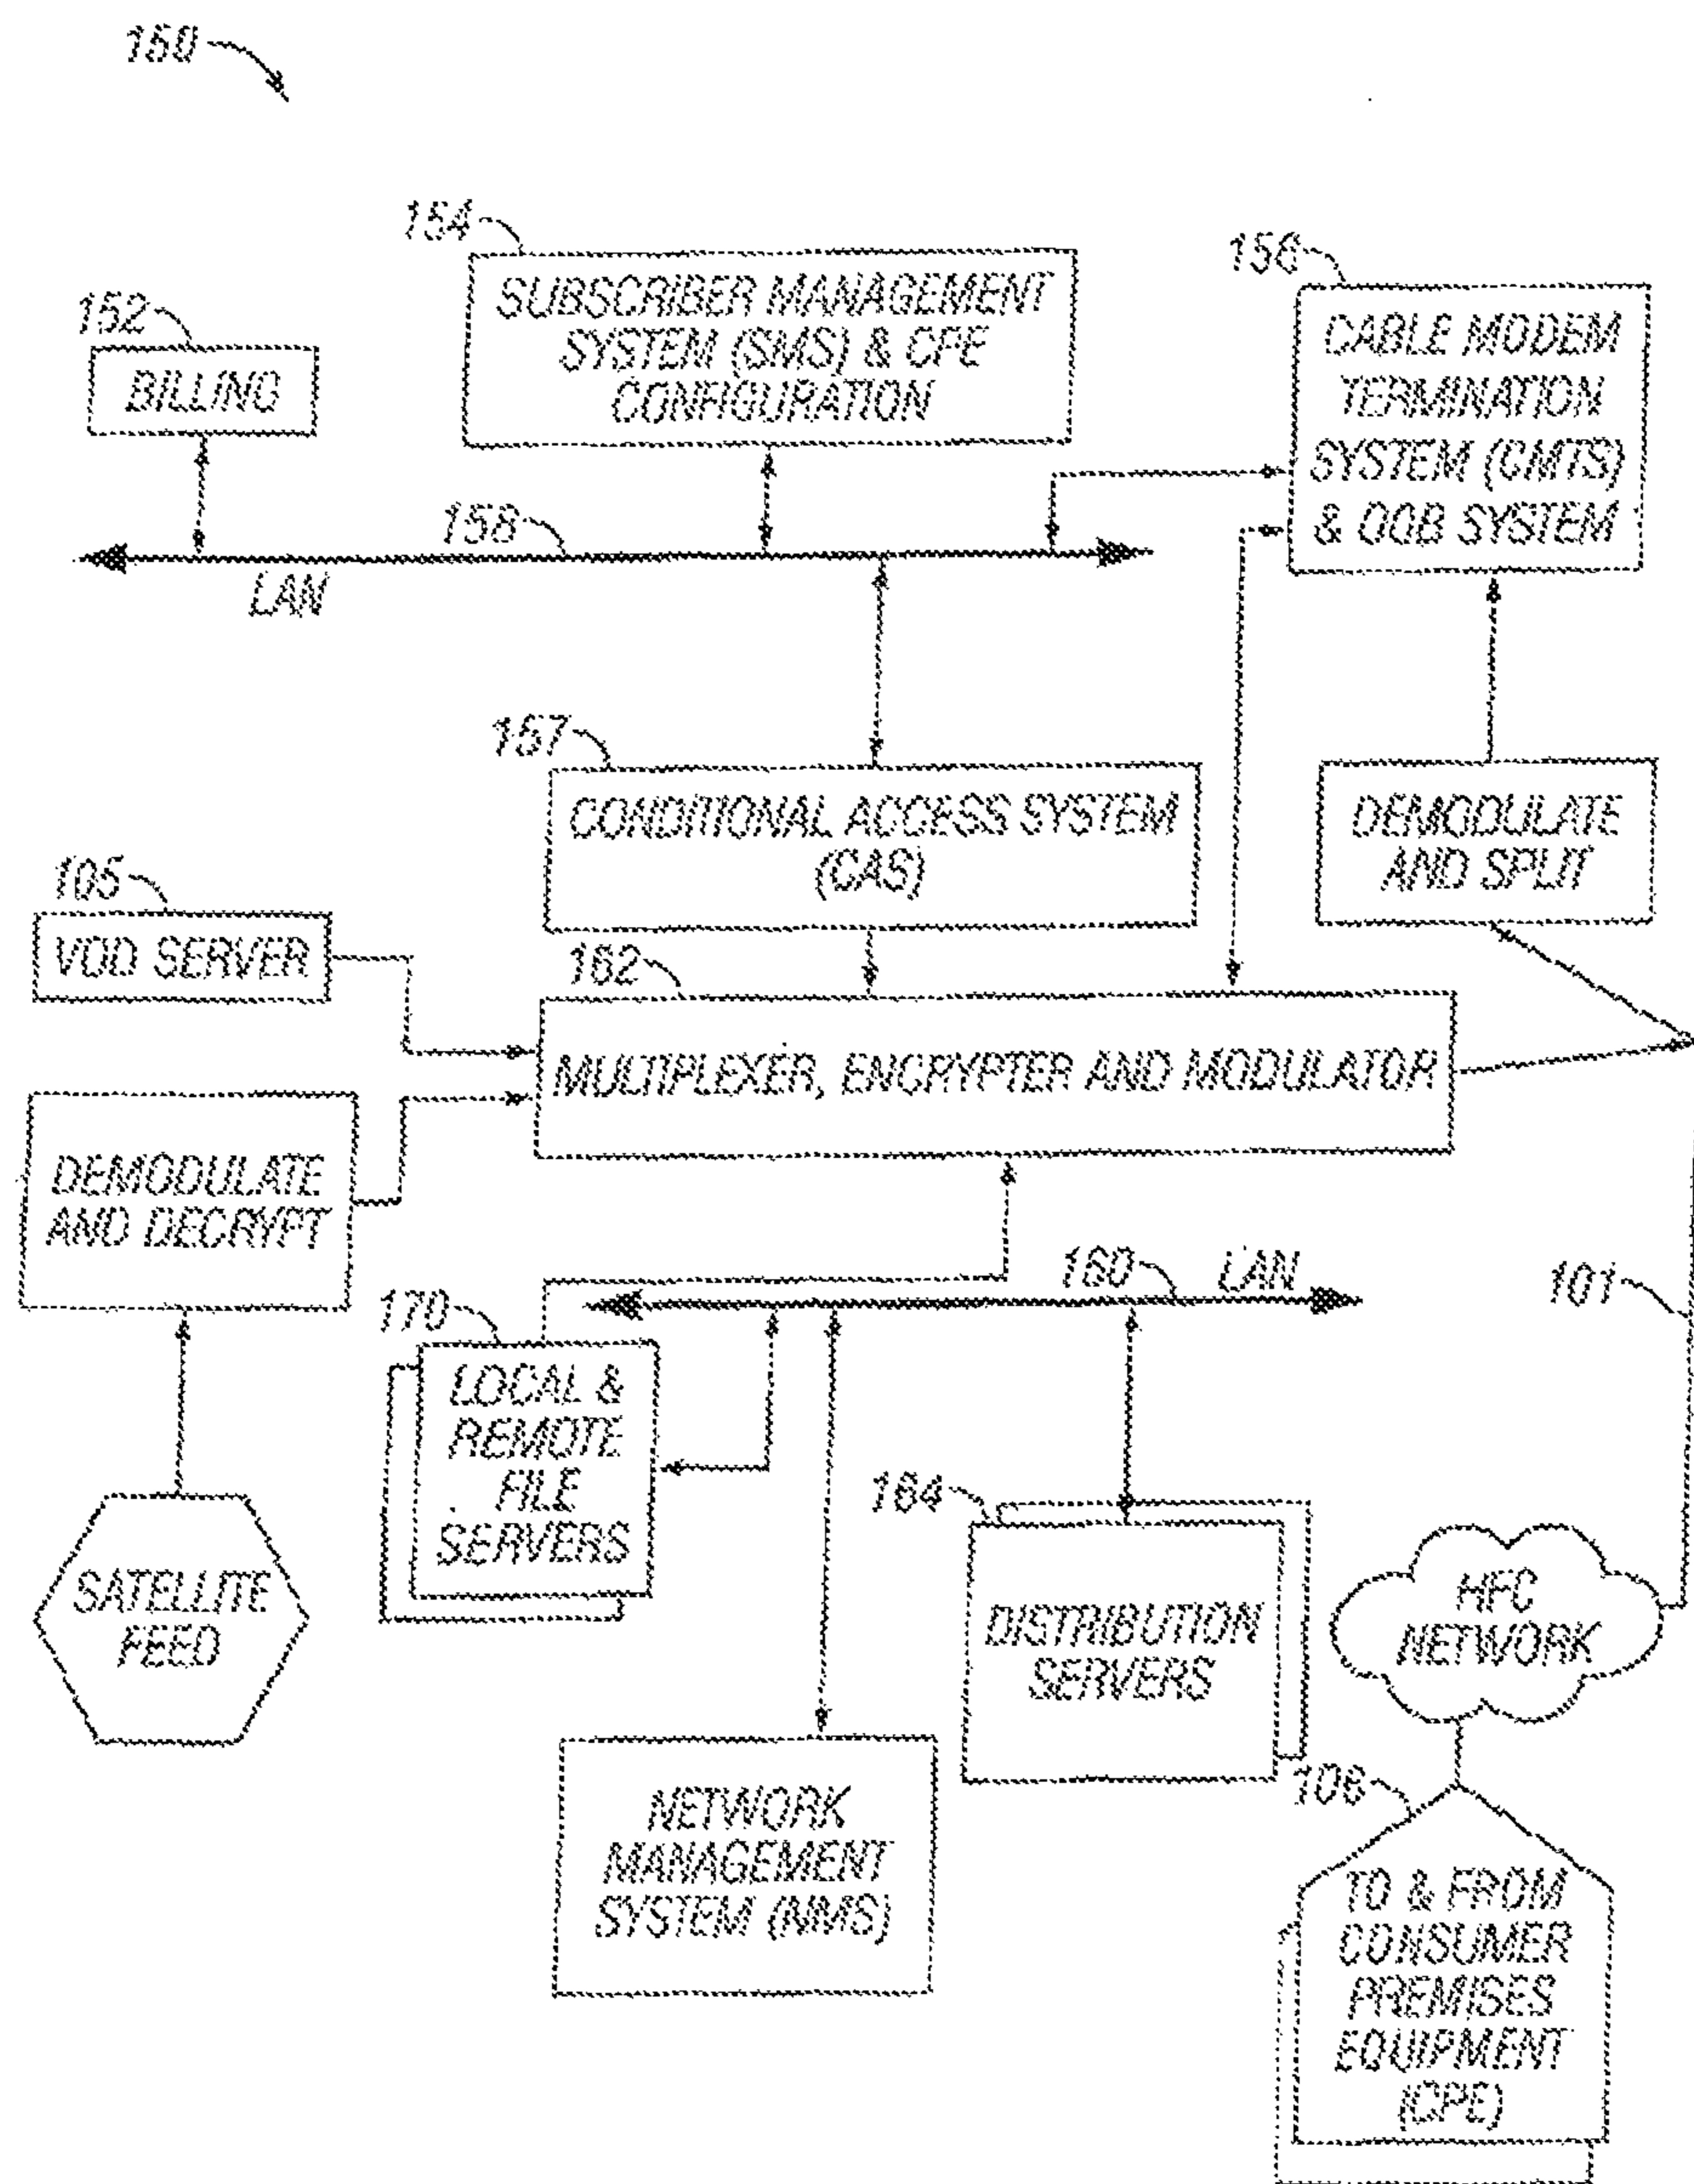 150
154
SUBSCRIBER MANAGEMENT
SYSTEM (SMS) & CPE
CONFIGURATION
156
CABLE MODEM
TERMINATION
SYSTEM (CMTS)
& OOB SYSTEM
152
BILLING
158
LAN
157
CONDITIONAL ACCESS SYSTEM
(CAS)
DEMODULATE
AND SPLIT
105
VOD SERVER
162
MULTIPLEXER, ENCRYPTER AND MODULATOR
DEMODULATE
AND DECRYPT
160
LAN
101
170
LOCAL &
REMOTE
FILE
SERVERS
164
DISTRIBUTION
SERVERS
SATELLITE
FEED
HFC
NETWORK
NETWORK
MANAGEMENT
SYSTEM (NMS)
106
TO & FROM
CONSUMER
PREMISES
EQUIPMENT
(CPE)